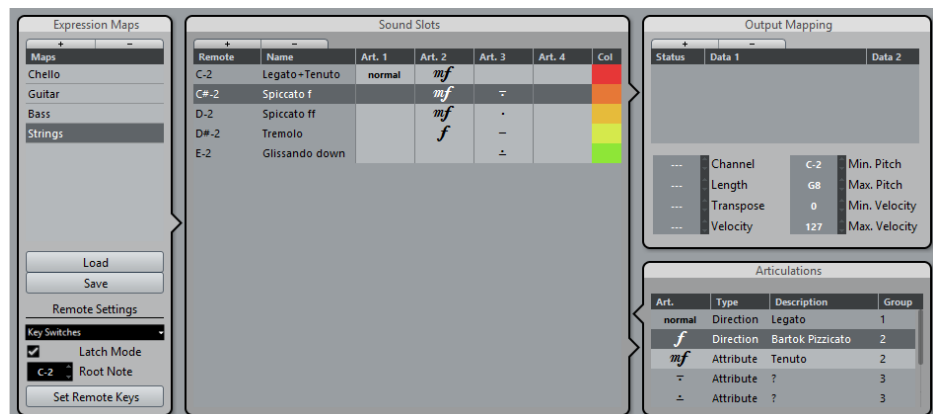 Expression Maps
+ −
Maps
Chello
Guitar
Bass
Strings
Load
Save
Remote Settings
Key Switches
Latch Mode
C-2 Root Note
Set Remote Keys
Sound Slots
+ −
Remote Name Art. 1 Art. 2 Art. 3 Art. 4 Col
C-2 Legato+Tenuto normal mf
C#-2 Spiccato f mf
D-2 Spiccato ff mf
D#-2 Tremolo f
E-2 Glissando down
Output Mapping
+ −
Status Data 1 Data 2
--- Channel C-2 Min. Pitch
--- Length G8 Max. Pitch
--- Transpose 0 Min. Velocity
--- Velocity 127 Max. Velocity
Articulations
Art. Type Description Group
normal Direction Legato 1
f Direction Bartok Pizzicato 2
mf Attribute Tenuto 2
Attribute ? 3
Attribute ? 3